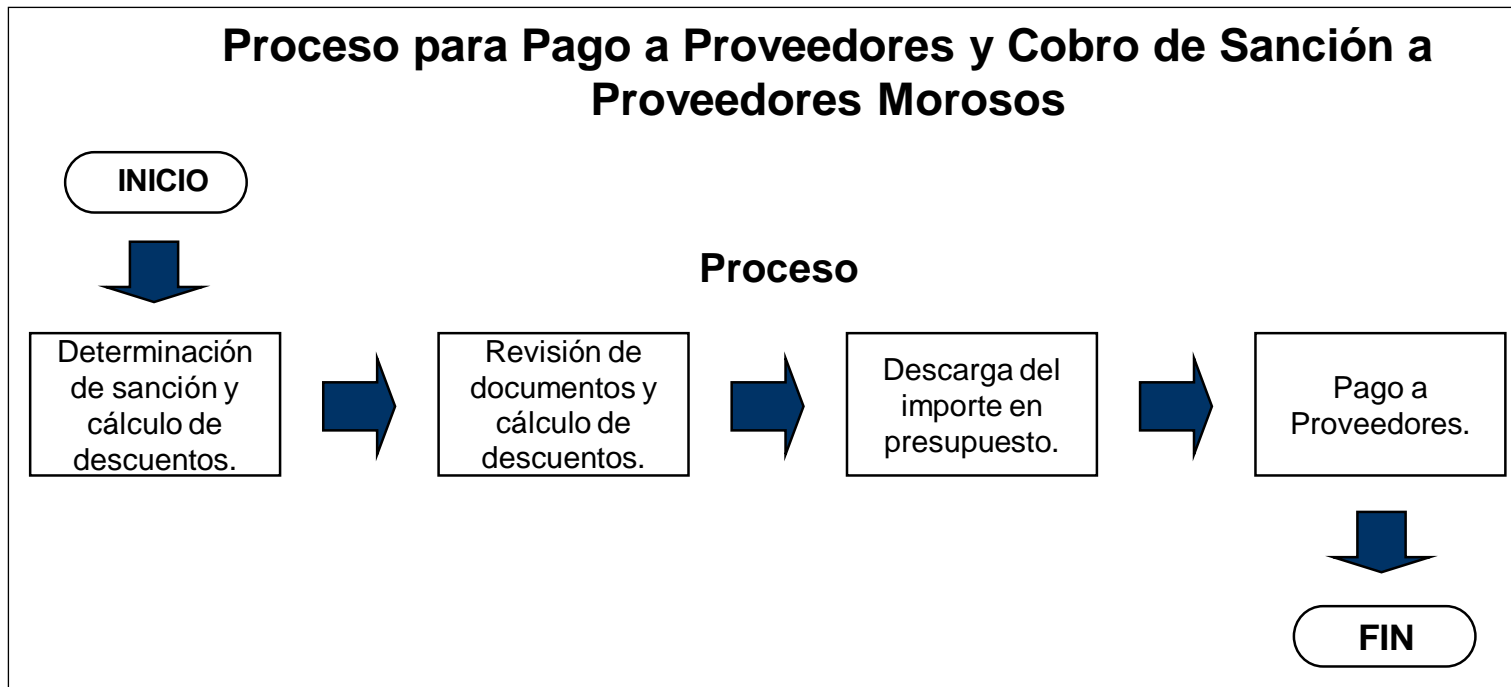 Proceso para Pago a Proveedores y Cobro de Sanción a
Proveedores Morosos
INICIO
Proceso
Determinación
de sanción y
cálculo de
descuentos.
Revisión de
documentos y
cálculo de
descuentos.
Descarga del
importe en
presupuesto.
Pago a
Proveedores.
FIN